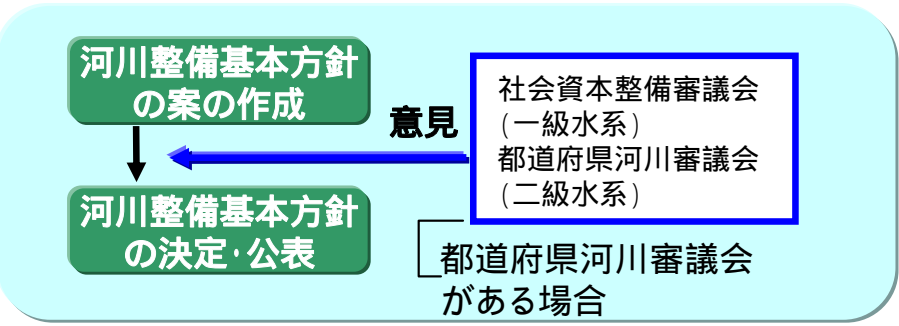 河川整備基本方針
の案の作成
意見
社会資本整備審議会
(一級水系)
都道府県河川審議会
(二級水系)
河川整備基本方針
の決定・公表
都道府県河川審議会
がある場合